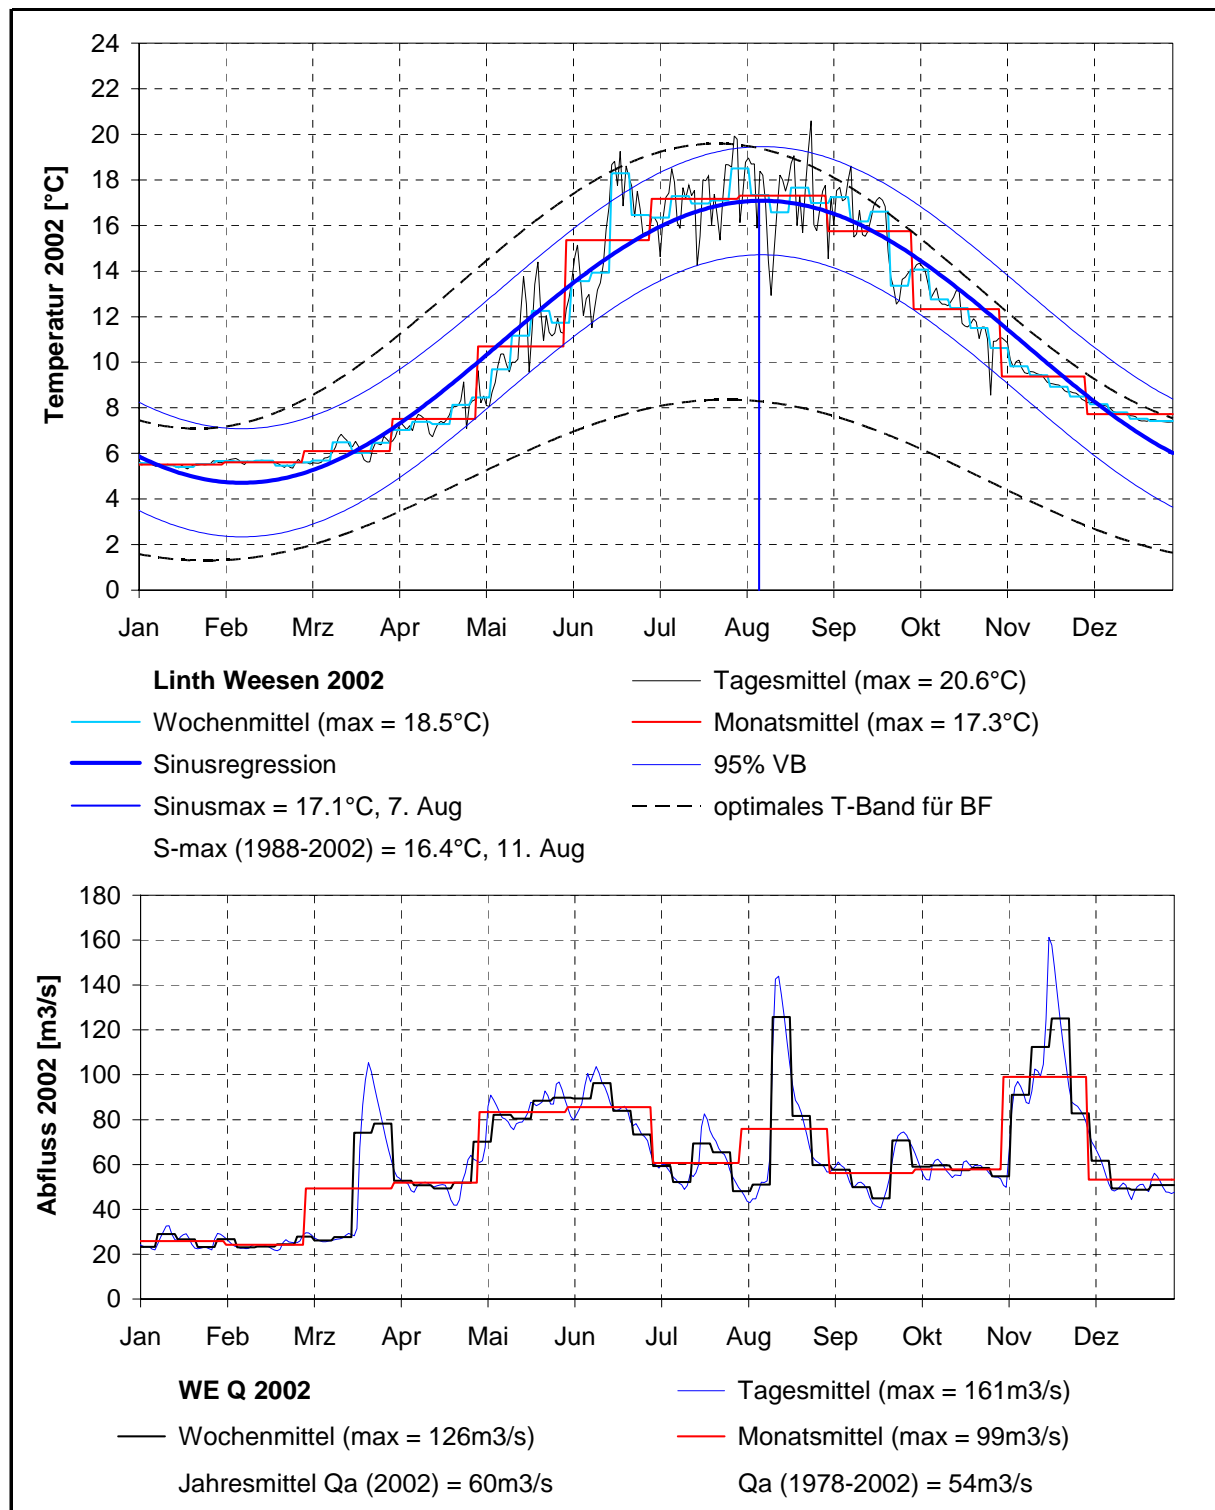 Temperatur 2002 [°C]
24
22
20
18
16
14
12
10
8
6
4
2
0
Jan Feb Mrz Apr Mai Jun Jul Aug Sep Okt Nov Dez
Linth Weesen 2002 Tagesmittel (max = 20.6°C)
Wochenmittel (max = 18.5°C) Monatsmittel (max = 17.3°C)
Sinusregression 95% VB
Sinusmax = 17.1°C, 7. Aug optimales T-Band für BF
S-max (1988-2002) = 16.4°C, 11. Aug
Abfluss 2002 [m3/s]
180
160
140
120
100
80
60
40
20
0
Jan Feb Mrz Apr Mai Jun Jul Aug Sep Okt Nov Dez
WE Q 2002 Tagesmittel (max = 161m3/s)
Wochenmittel (max = 126m3/s) Monatsmittel (max = 99m3/s)
Jahresmittel Qa (2002) = 60m3/s Qa (1978-2002) = 54m3/s